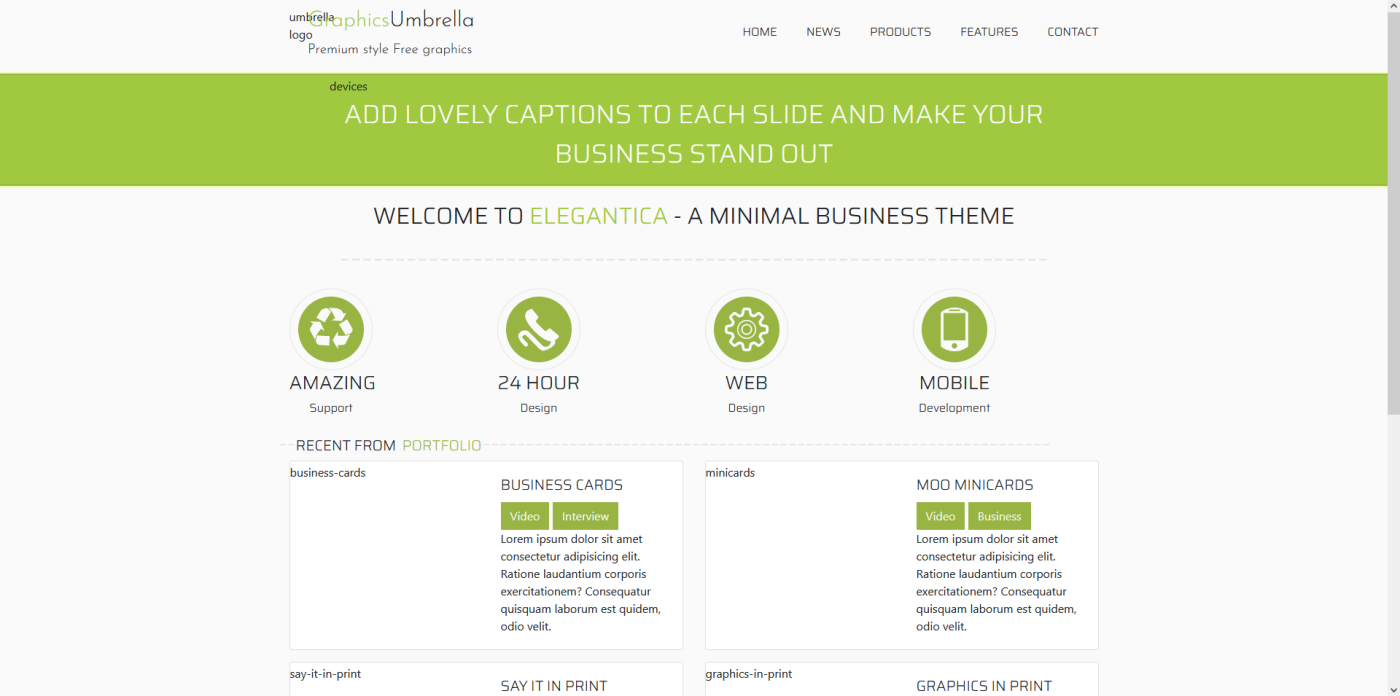 umbrella
logo
GraphicsUmbrella
Premium style Free graphics
HOME NEWS PRODUCTS FEATURES CONTACT
devices
ADD LOVELY CAPTIONS TO EACH SLIDE AND MAKE YOUR
BUSINESS STAND OUT
WELCOME TO ELEGANTICA - A MINIMAL BUSINESS THEME
AMAZING
Support
24 HOUR
Design
WEB
Design
MOBILE
Development
RECENT FROM PORTFOLIO
business-cards
BUSINESS CARDS
Video Interview
Lorem ipsum dolor sit amet
consectetur adipisicing elit.
Ratione laudantium corporis
exercitationem? Consequatur
quisquam laborum est quidem,
odio velit.
minicards
MOO MINICARDS
Video Business
Lorem ipsum dolor sit amet
consectetur adipisicing elit.
Ratione laudantium corporis
exercitationem? Consequatur
quisquam laborum est quidem,
odio velit.
say-it-in-print
SAY IT IN PRINT
graphics-in-print
GRAPHICS IN PRINT